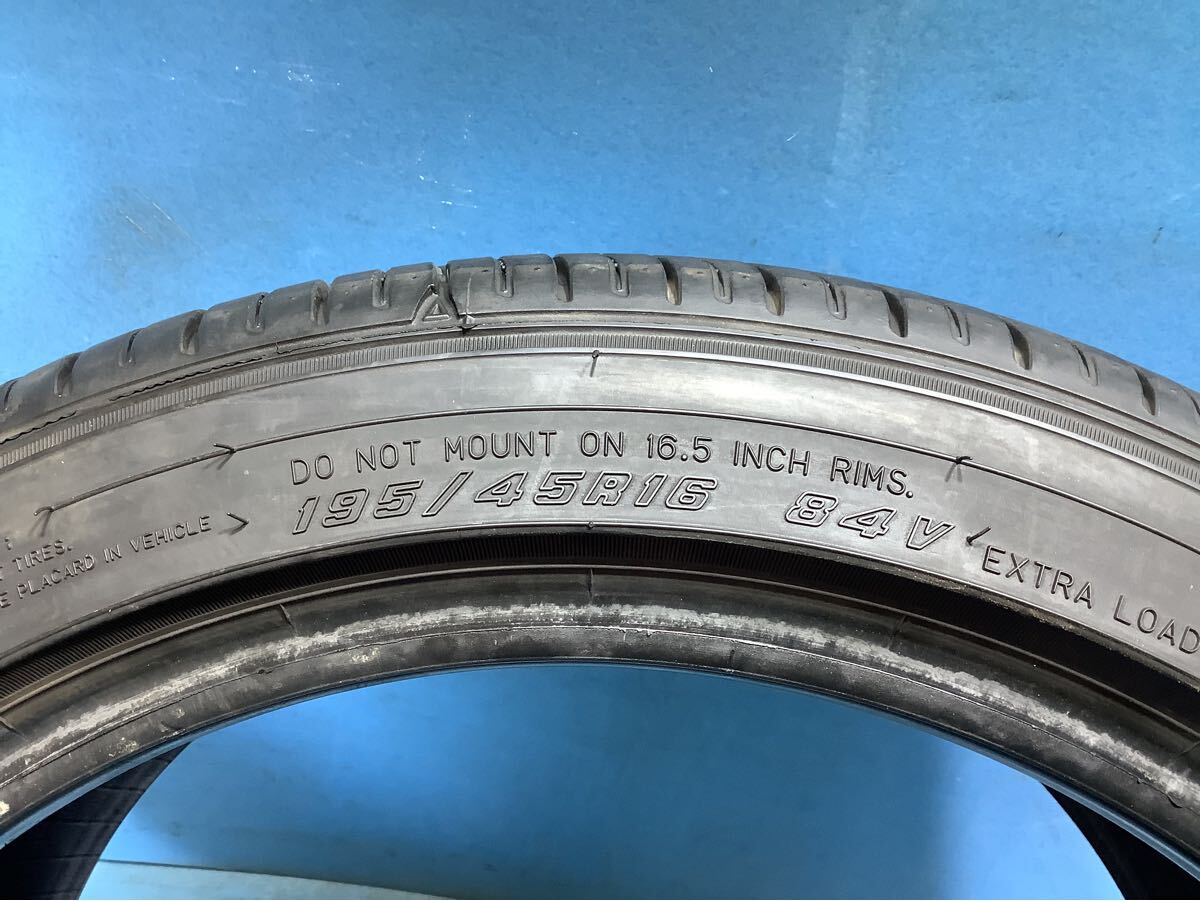 TIRES.
PLACARD IN VEHICLE
DO NOT MOUNT ON 16.5 INCH RIMS.
195/45R16 84V
EXTRA LOAD